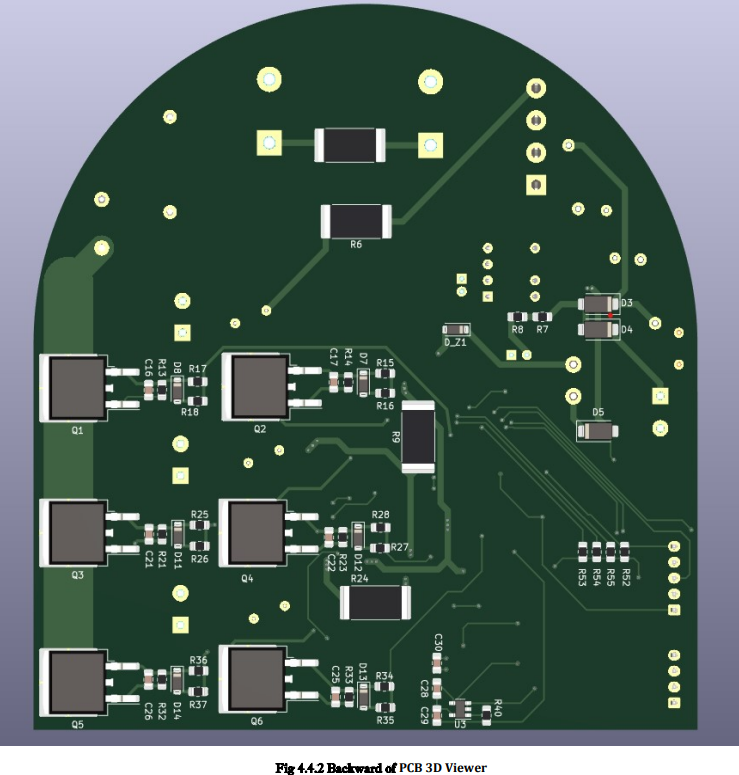 R6
D3
R8 R7
D_Z1
D4
C16
R13
D8
R17
R18
Q1
C17
R14
D7
R15
R16
Q2
R9
D5
C21
R21
D11
R25
R26
Q3
C22
R23
D12
R28
R27
Q4
R24
R53
R54
R55
R52
C26
R32
D14
R36
R37
Q5
C25
R33
D13
R34
R35
Q6
C30
C28
C29
U3
R40
Fig 4.4.2 Backward of PCB 3D Viewer